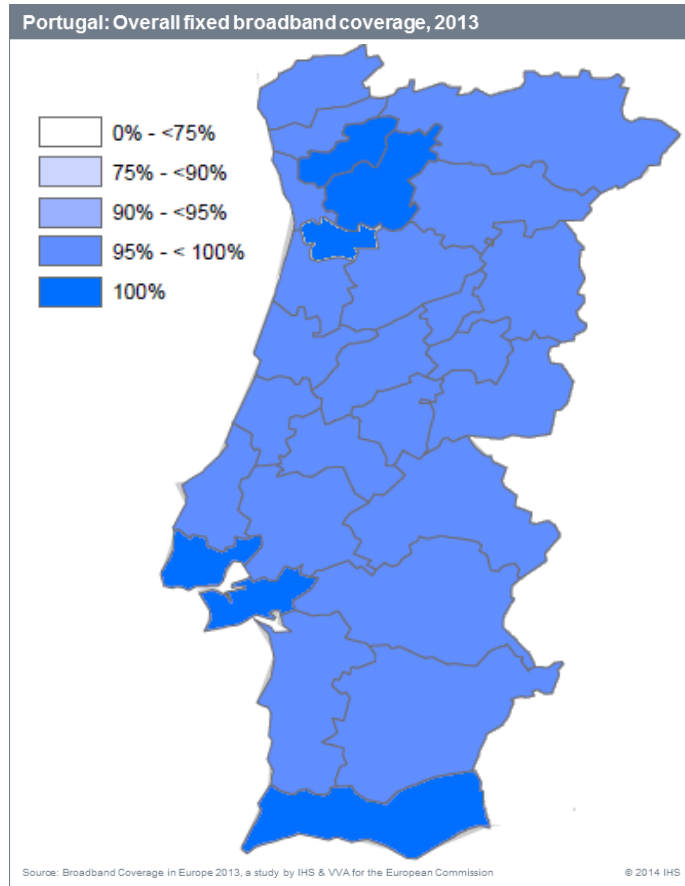 Portugal: Overall fixed broadband coverage, 2013
0% - <75%
75% - <90%
90% - <95%
95% - < 100%
100%
Source: Broadband Coverage in Europe 2013, a study by IHS & VVA for the European Commission
© 2014 IHS